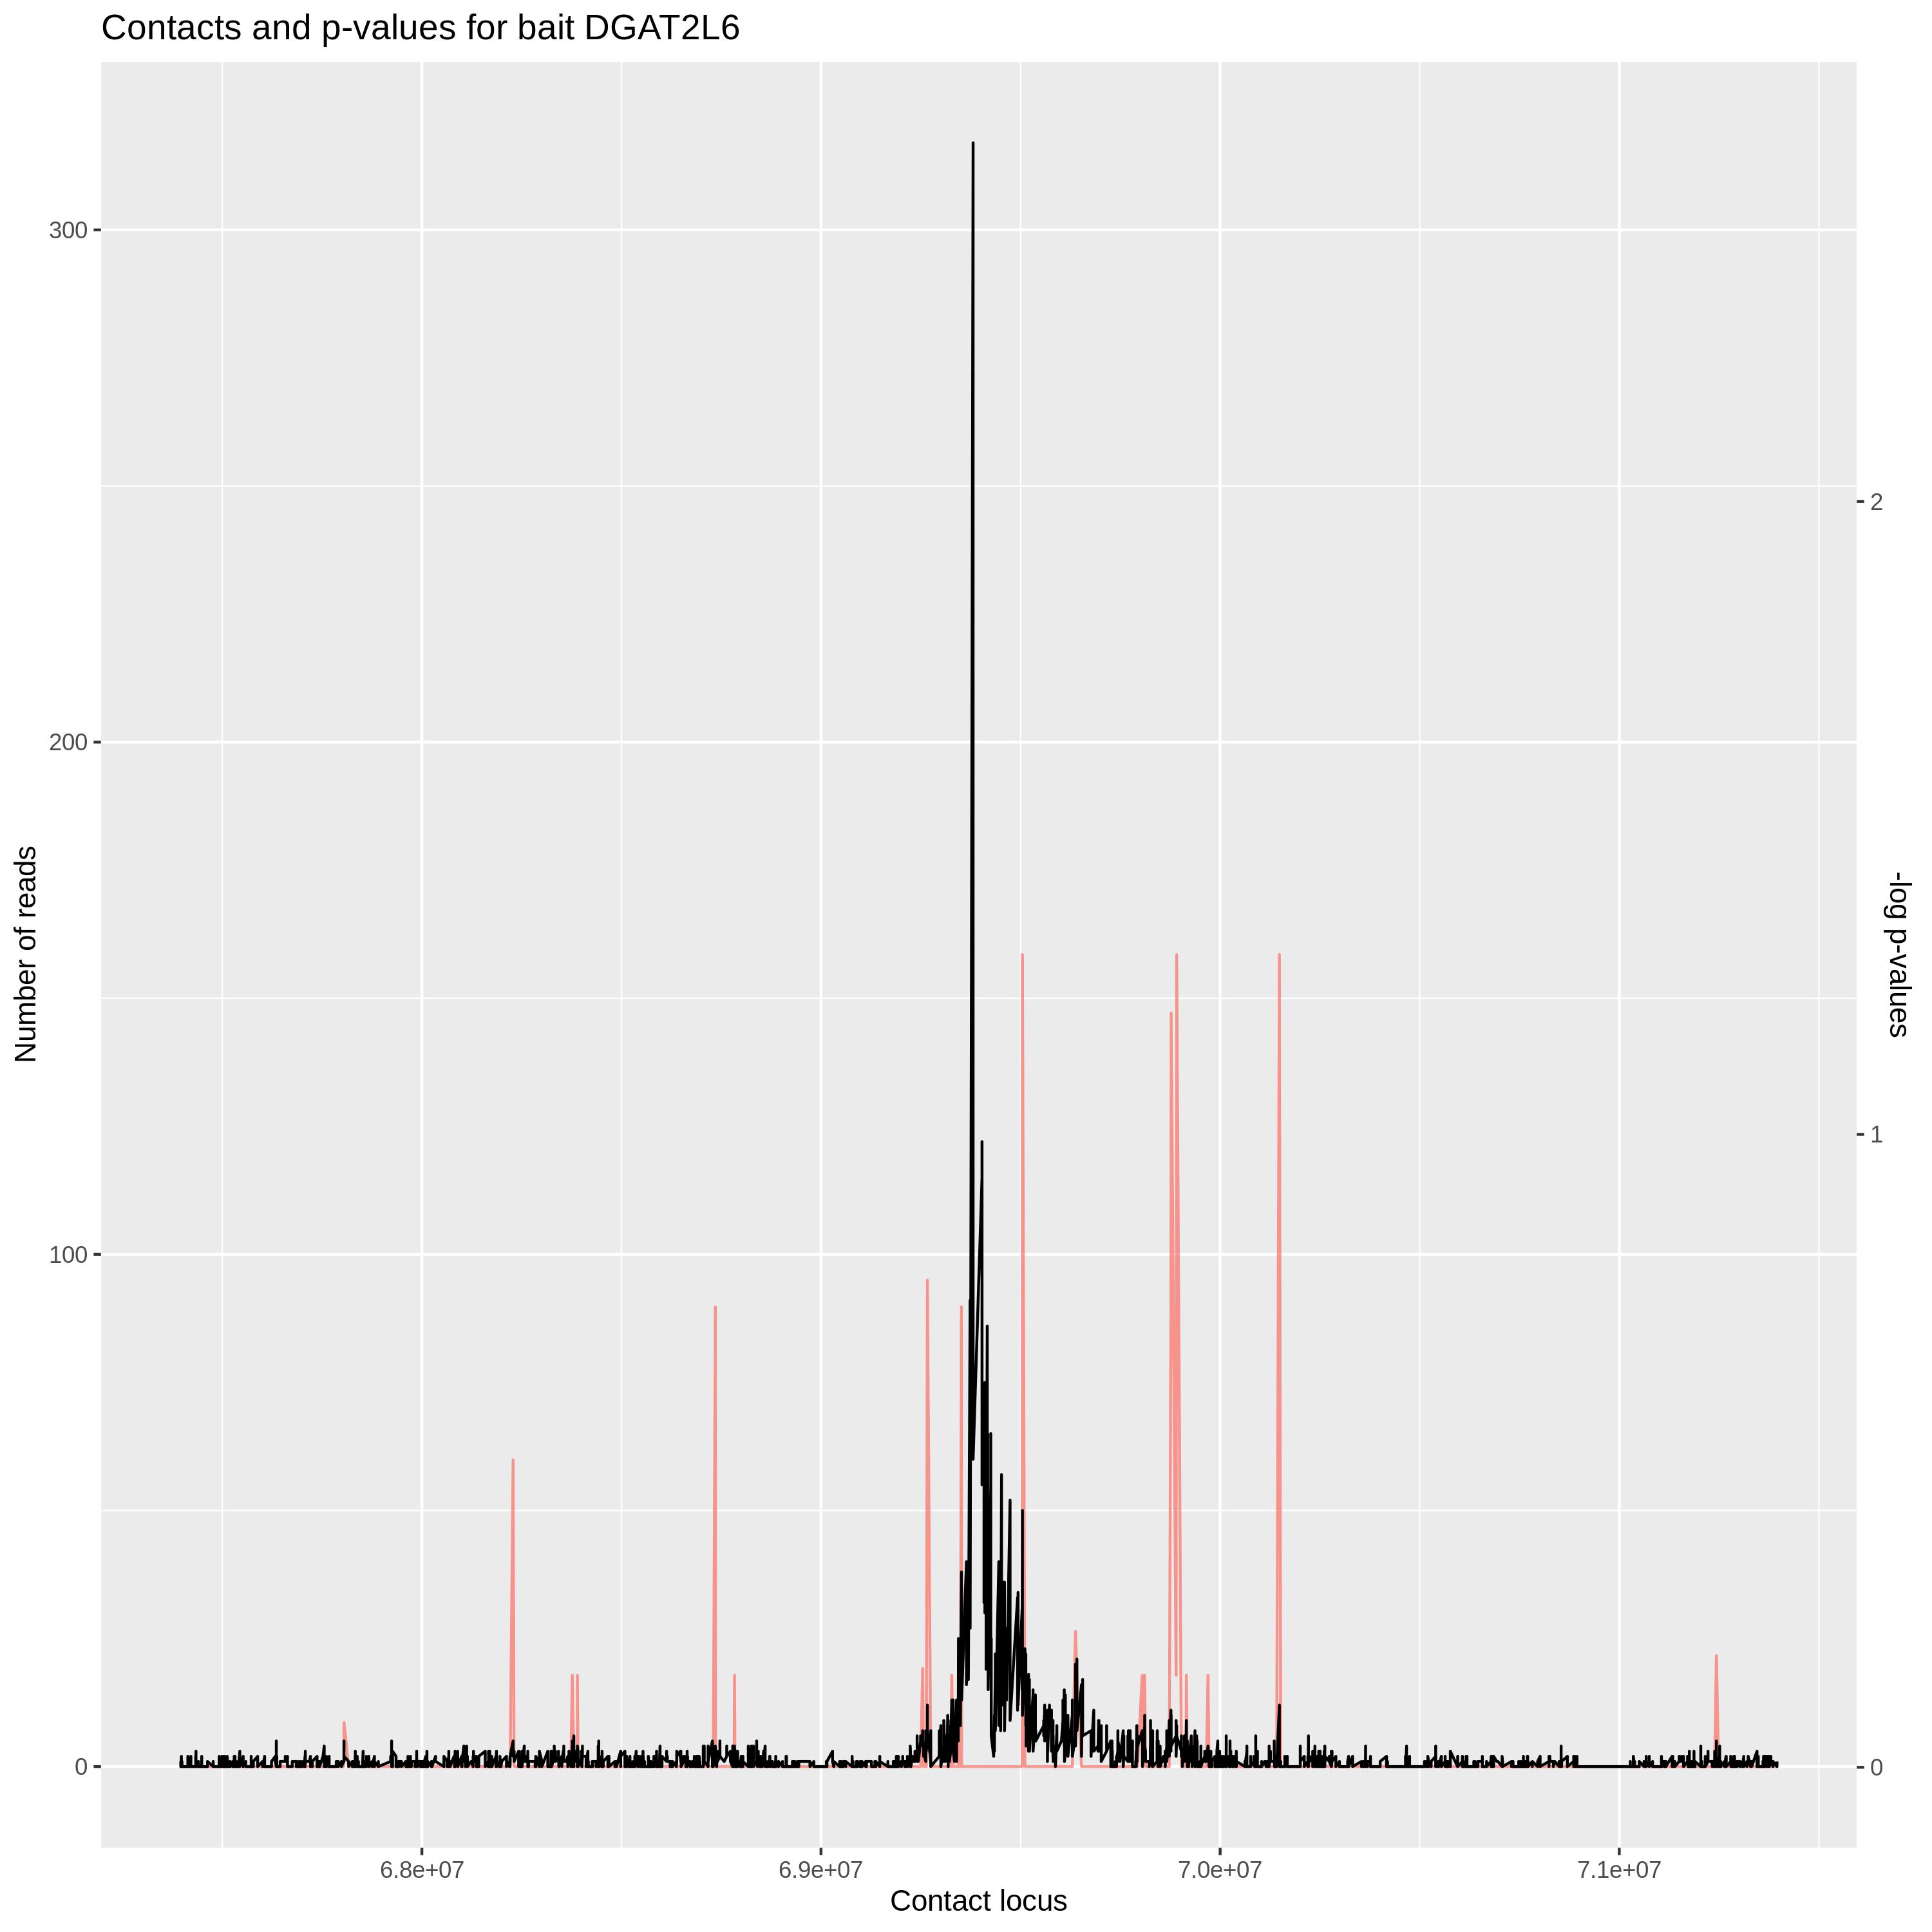 Contacts and p-values for bait DGAT2L6
300
200
100
0
Number of reads
2
1
0
-log p-values
6.8e+07
6.9e+07
7.0e+07
7.1e+07
Contact locus